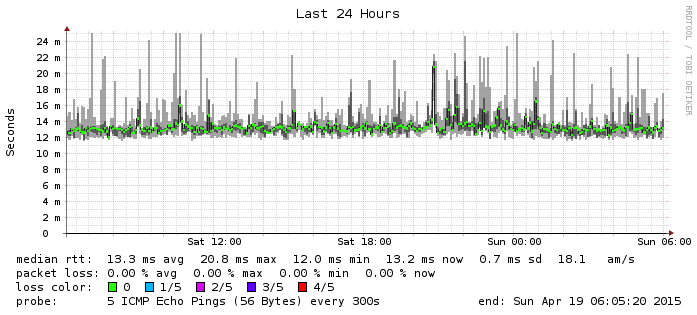 Last 24 Hours
RRDTOOL / TOBI OETIKER
Seconds
24 m
22 m
20 m
18 m
16 m
14 m
12 m
10 m
8 m
6 m
4 m
2 m
0
Sat 12:00 Sat 18:00 Sun 00:00 Sun 06:00
median rtt: 13.3 ms avg 20.8 ms max 12.0 ms min 13.2 ms now 0.7 ms sd 18.1 am/s
packet loss: 0.00 % avg 0.00 % max 0.00 % min 0.00 % now
loss color: 0 1/5 2/5 3/5 4/5
probe: 5 ICMP Echo Pings (56 Bytes) every 300s end: Sun Apr 19 06:05:20 2015